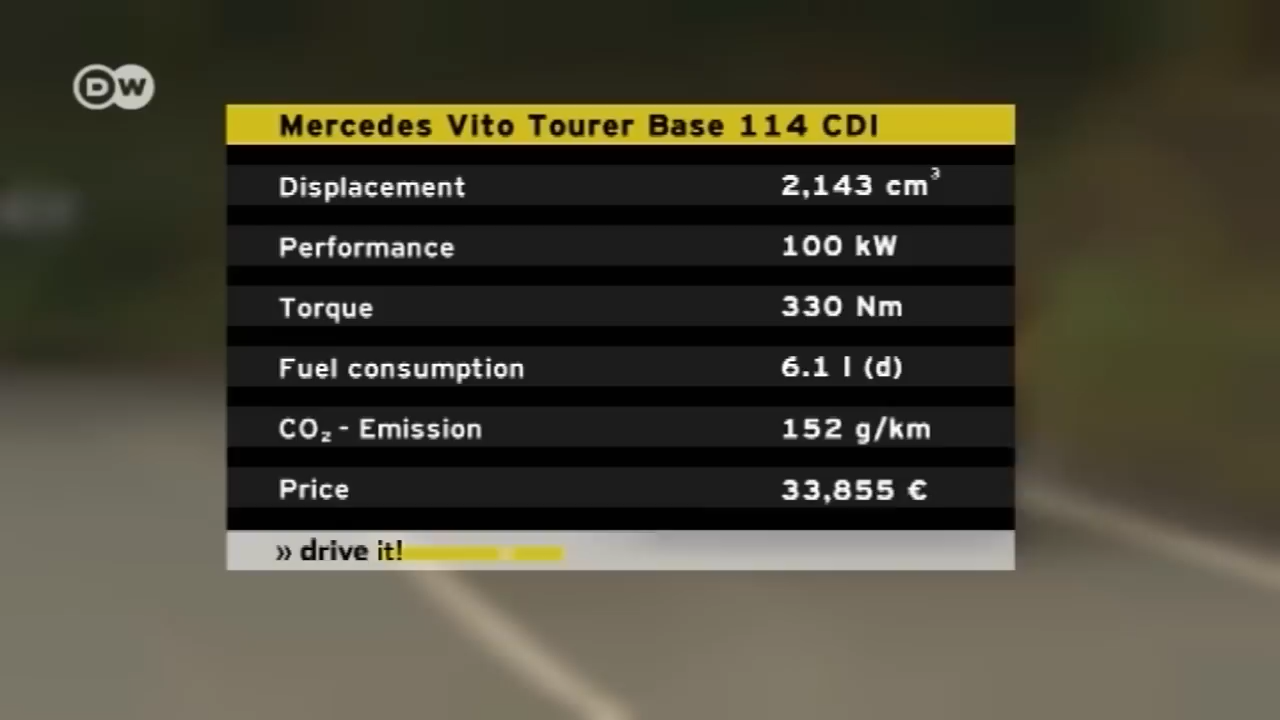 DW
Mercedes Vito Tourer Base 114 CDI
Displacement 2,143 cm³
Performance 100 kW
Torque 330 Nm
Fuel consumption 6.1 l (d)
CO₂ - Emission 152 g/km
Price 33,855 €
» drive it!